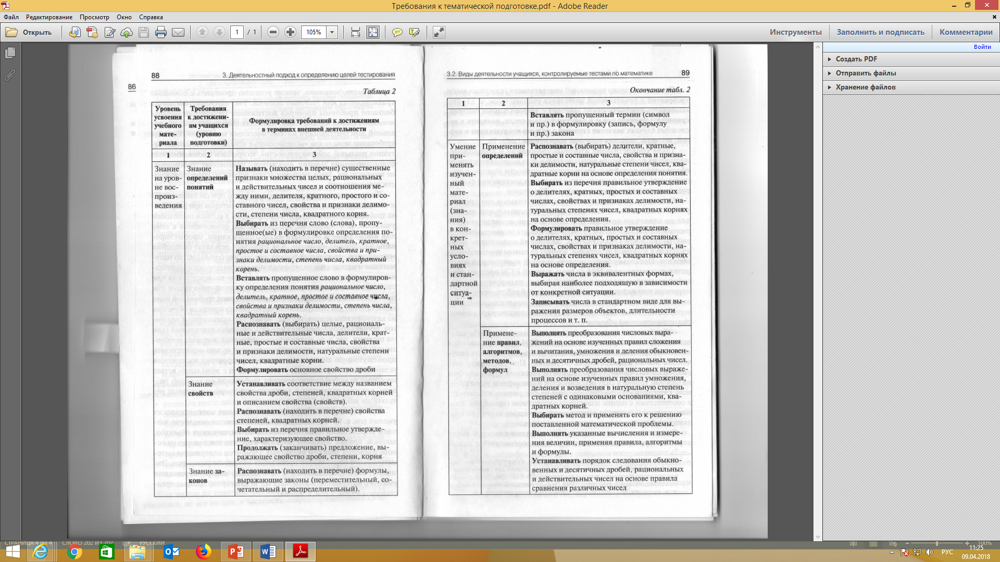 Требования к тематической подготовке.pdf - Adobe Reader
Файл Редактирование Просмотр Окно Справка
Открыть
1 / 1
105%
Инструменты
Заполнить и подписать
Комментарии
Войти
Создать PDF
Отправить файлы
Хранение файлов
88 3. Деятельностный подход к определению целей тестирования
86
Таблица 2
Уровень усвоения учебного мате-риала
Требования к достижени-ям учащихся (уровню подготовки)
Формулировка требований к достижениям
в терминах внешней деятельности
1 2 3
Знание
на уров-
не вос-
произ-
ведения
Знание
определений
понятий
Называть (находить в перечне) существенные
признаки множества целых, рациональных
и действительных чисел и соотношения ме-
жду ними, делителя, кратного, простого и со-
ставного чисел, свойства и признаки делимо-
сти, степени числа, квадратного корня.
Выбирать из перечня слово (слова), пропу-
щенное(ые) в формулировке определения по-
нятия рациональное число, делитель, кратное,
простое и составное числа, свойства и при-
знаки делимости, степень числа, квадратный
корень.
Вставлять пропущенное слово в формулиров-
ку определения понятия рациональное число,
делитель, кратное, простое и составное числа,
свойства и признаки делимости, степень числа,
квадратный корень.
Распознавать (выбирать) целые, рациональ-
ные и действительные числа, делители, крат-
ные, простые и составные числа, свойства
и признаки делимости, натуральные степени
чисел, квадратные корни.
Формулировать основное свойство дроби
Знание
свойств
Устанавливать соответствие между названием
свойства дроби, степеней, квадратных корней
и описанием свойства (свойств).
Распознавать (находить в перечне) свойства
степеней, квадратных корней.
Выбирать из перечня правильное утвержде-
ние, характеризующее свойство.
Продолжать (заканчивать) предложение, вы-
ражающее свойство дроби, степени, корня
Знание за-
конов
Распознавать (находить в перечне) формулы,
выражающие законы (переместительный, со-
четательный и распределительный).
3.2. Виды деятельности учащихся, контролируемые тестами по математике 89
Окончание табл. 2
1 2 3
Вставлять пропущенный термин (символ
и пр.) в формулировку (запись, формулу
и пр.) закона
Умение
при-
менять
изучен-
ный
мате-
риал
(зна-
ния)
в кон-
крет-
ных
усло-
виях
и стан-
дартной
ситуа-
ции
Применение
определений
Распознавать (выбирать) делители, кратные,
простые и составные числа, свойства и призна-
ки делимости, натуральные степени чисел, ква-
дратные корни на основе определения понятия.
Выбирать из перечня правильное утверждение
о делителях, кратных, простых и составных
числах, свойствах и признаках делимости, на-
туральных степенях чисел, квадратных корнях
на основе определения.
Формулировать правильное утверждение
о делителях, кратных, простых и составных
числах, свойствах и признаках делимости, на-
туральных степенях чисел, квадратных корнях
на основе определения.
Выражать числа в эквивалентных формах,
выбирая наиболее подходящую в зависимости
от конкретной ситуации.
Записывать числа в стандартном виде для вы-
ражения размеров объектов, длительности
процессов и т. п.
Примене-
ние правил,
алгоритмов,
методов,
формул
Выполнять преобразования числовых выра-
жений на основе изученных правил сложения
и вычитания, умножения и деления обыкновен-
ных и десятичных дробей, рациональных чисел.
Выполнять преобразования числовых выраже-
ний на основе изученных правил умножения,
деления и возведения в натуральную степень
степеней с одинаковыми основаниями, ква-
дратных корней.
Выбирать метод и применять его к решению
поставленной математической проблемы.
Выполнять указанные вычисления и измере-
ния величин, применяя правила, алгоритмы
и формулы.
Устанавливать порядок следования обыкно-
венных и десятичных дробей, рациональных
и действительных чисел на основе правила
сравнения различных чисел
СТРАНИЦА 4 ИЗ 4 СЛОВО 202 ИЗ 702 РУССКИЙ
100%
РУС
11:25
09.04.2018